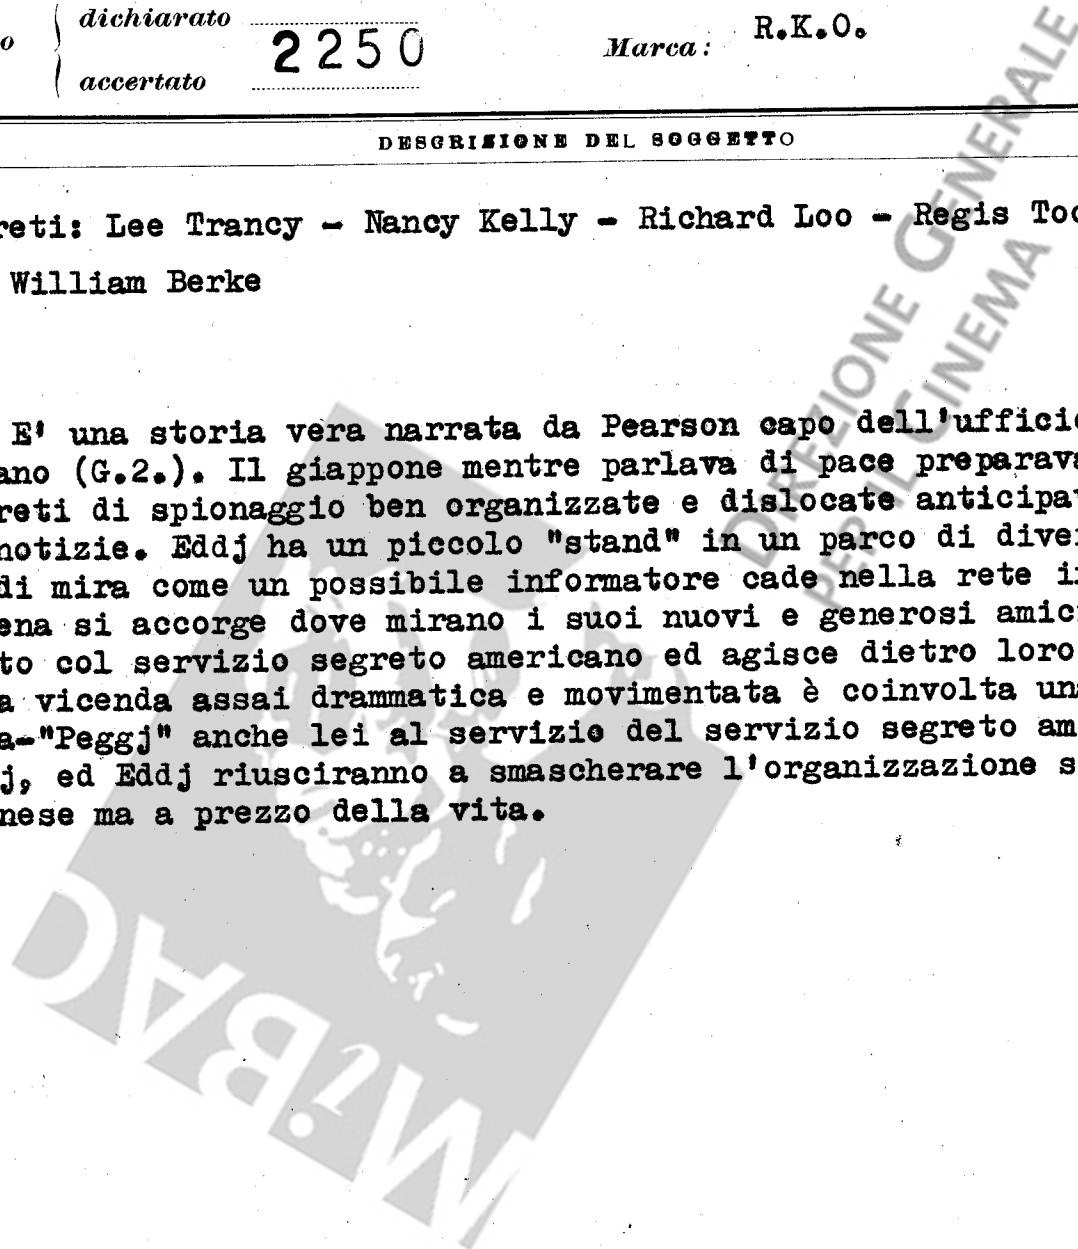 dichiarato
2250
accertato
Marca: R.K.O.
DESCRIZIONE DEL SOGGETTO
reti: Lee Trancy - Nancy Kelly - Richard Loo - Regis Too
William Berke
E' una storia vera narrata da Pearson capo dell'uffici
ano (G.2.). Il giappone mentre parlava di pace preparava
reti di spionaggio ben organizzate e dislocate anticipa
notizie. Eddj ha un piccolo "stand" in un parco di dive
di mira come un possibile informatore cade nella rete i
ena si accorge dove mirano i suoi nuovi e generosi amic
to col servizio segreto americano ed agisce dietro loro
a vicenda assai drammatica e movimentata è coinvolta un
a-"Peggj" anche lei al servizio del servizio segreto am
j, ed Eddj riusciranno a smascherare l'organizzazione s
nese ma a prezzo della vita.
DIREZIONE GENERALE
PER IL CINEMA
MiBAC